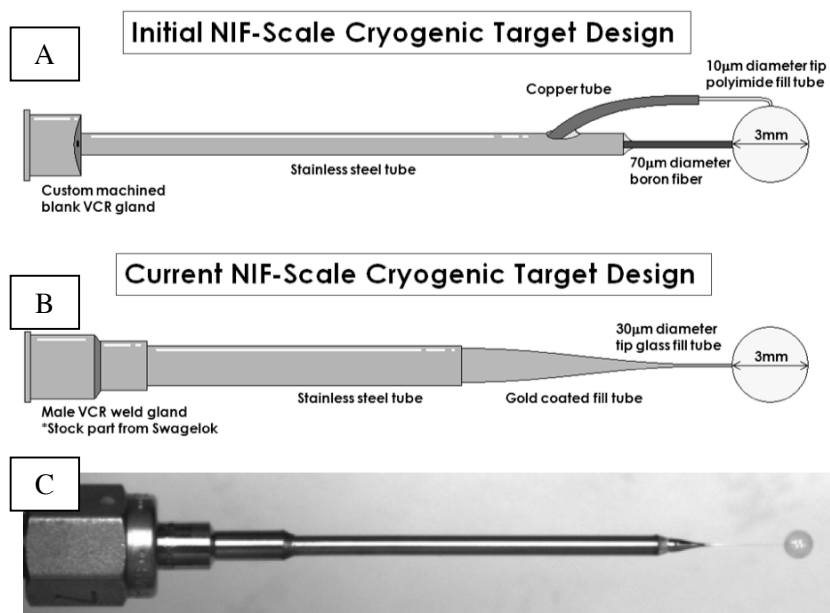 Initial NIF-Scale Cryogenic Target Design
A
10μm diameter tip
polyimide fill tube
Copper tube
3mm
Stainless steel tube
70μm diameter
boron fiber
Custom machined
blank VCR gland
Current NIF-Scale Cryogenic Target Design
B
30μm diameter
tip glass fill tube
3mm
Stainless steel tube
Gold coated fill tube
Male VCR weld gland
*Stock part from Swagelok
C